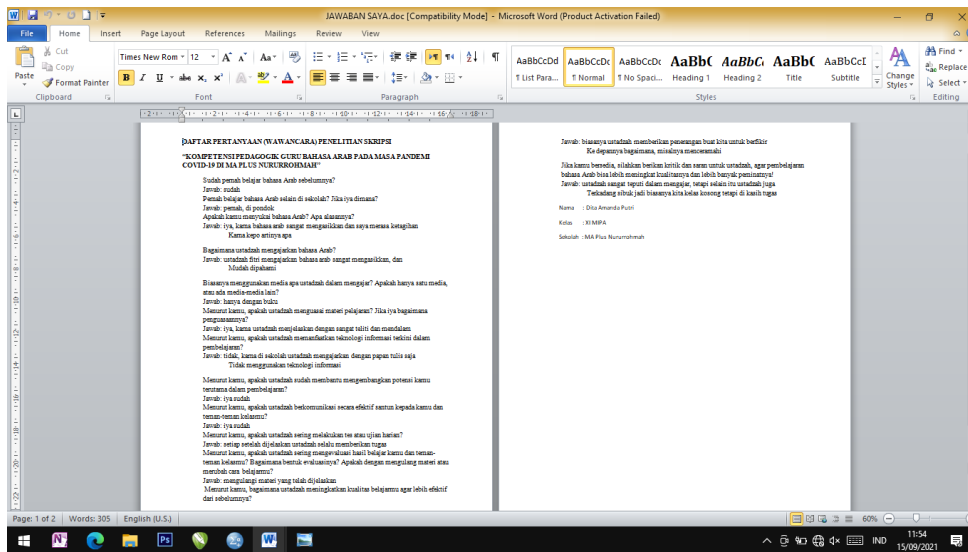 JAWABAN SAYA.doc [Compatibility Mode] - Microsoft Word (Product Activation Failed)
File Home Insert Page Layout References Mailings Review View
Cut
Copy
Format Painter
Paste
Clipboard
Times New Rom 12
Font
Paragraph
AaBbCcDd AaBbCcDc AaBbCcDc AaBb( AaBbC AaBb( AaBbCcI
¶ List Para... ¶ Normal ¶ No Spaci... Heading 1 Heading 2 Title Subtitle
Change Styles
Styles
Find
Replace
Select
Editing
DAFTAR PERTANYAAN (WAWANCARA) PENELITIAN SKRIPSI
“KOMPETENSI PEDAGOGIK GURU BAHASA ARAB PADA MASA PANDEMI
COVID-19 DI MA PLUS NURURROHMAH”
Sudah pernah belajar bahasa Arab sebelumnya?
Jawab: sudah
Pernah belajar bahasa Arab selain di sekolah? Jika iya dimana?
Jawab: pernah, di pondok
Apakah kamu menyukai bahasa Arab? Apa alasannya?
Jawab: iya, karna bahasa arab sangat mengasikkan dan saya merasa ketagihan
Karna kepo artinya apa
Bagaimana ustadzah mengajarkan bahasa Arab?
Jawab: ustadzah fitri mengajarkan bahasa arab sangat mengasikkan, dan
Mudah dipahami
Biasanya menggunakan media apa ustadzah dalam mengajar? Apakah hanya satu media,
atau ada media-media lain?
Jawab: hanya dengan buku
Menurut kamu, apakah ustadzah menguasai materi pelajaran? Jika iya bagaimana
penguasaannya?
Jawab: iya, karna ustadzah menjelaskan dengan sangat teliti dan mendalam
Menurut kamu, apakah ustadzah memanfaatkan teknologi informasi terkini dalam
pembelajaran?
Jawab: tidak, karna di sekolah ustadzah mengajarkan dengan papan tulis saja
Tidak menggunakan teknologi informasi
Menurut kamu, apakah ustadzah sudah membantu mengembangkan potensi kamu
terutama dalam pembelajaran?
Jawab: iya sudah
Menurut kamu, apakah ustadzah berkomunikasi secara efektif santun kepada kamu dan
teman-teman kelasmu?
Jawab: iya sudah
Menurut kamu, apakah ustadzah sering melakukan tes atau ujian harian?
Jawab: setiap setelah dijelaskan ustadzah selalu memberikan tugas
Menurut kamu, apakah ustadzah sering mengevaluasi hasil belajar kamu dan teman-
teman kelasmu? Bagaimana bentuk evaluasinya? Apakah dengan mengulang materi atau
merubah cara belajarmu?
Jawab: mengulangi materi yang telah dijelaskan
Menurut kamu, bagaimana ustadzah meningkatkan kualitas belajarmu agar lebih efektif
dari sebelumnya?
Jawab: biasanya ustadzah memberikan penerangan buat kita untuk berfikir
Ke depannya bagaimana, misalnya menceramahi
Jika kamu bersedia, silahkan berikan kritik dan saran untuk ustadzah, agar pembelajaran
bahasa Arab bisa lebih meningkat kualitasnya dan lebih banyak peminatnya!
Jawab: ustadzah sangat teputi dalam mengajar, tetapi selain itu ustadzah juga
Terkadang sibuk jadi biasanya kita kelas kosong tetapi di kasih tugas
Nama : Dita Amanda Putri
Kelas : XI MIPA
Sekolah : MA Plus Nururrohmah
Page: 1 of 2 Words: 305 English (U.S.) 60%
IND
11:54
15/09/2021